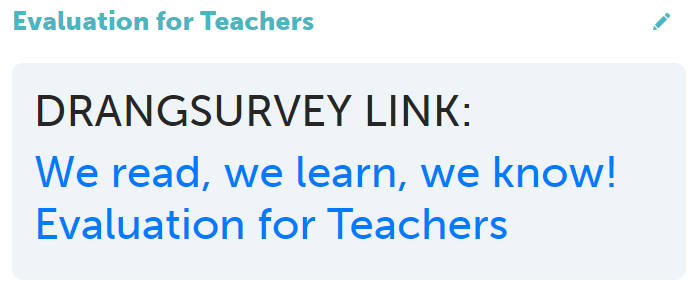 Evaluation for Teachers
DRANGSURVEY LINK:
We read, we learn, we know!
Evaluation for Teachers